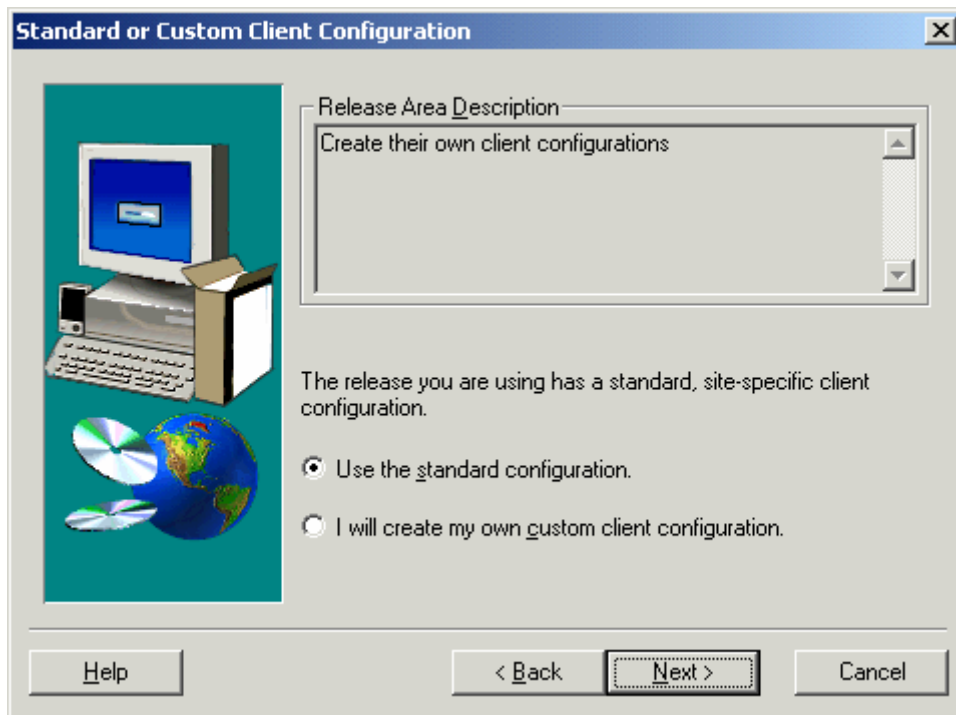 Standard or Custom Client Configuration
Release Area Description
Create their own client configurations
The release you are using has a standard, site-specific client
configuration.
Use the standard configuration.
I will create my own custom client configuration.
Help
< Back
Next >
Cancel